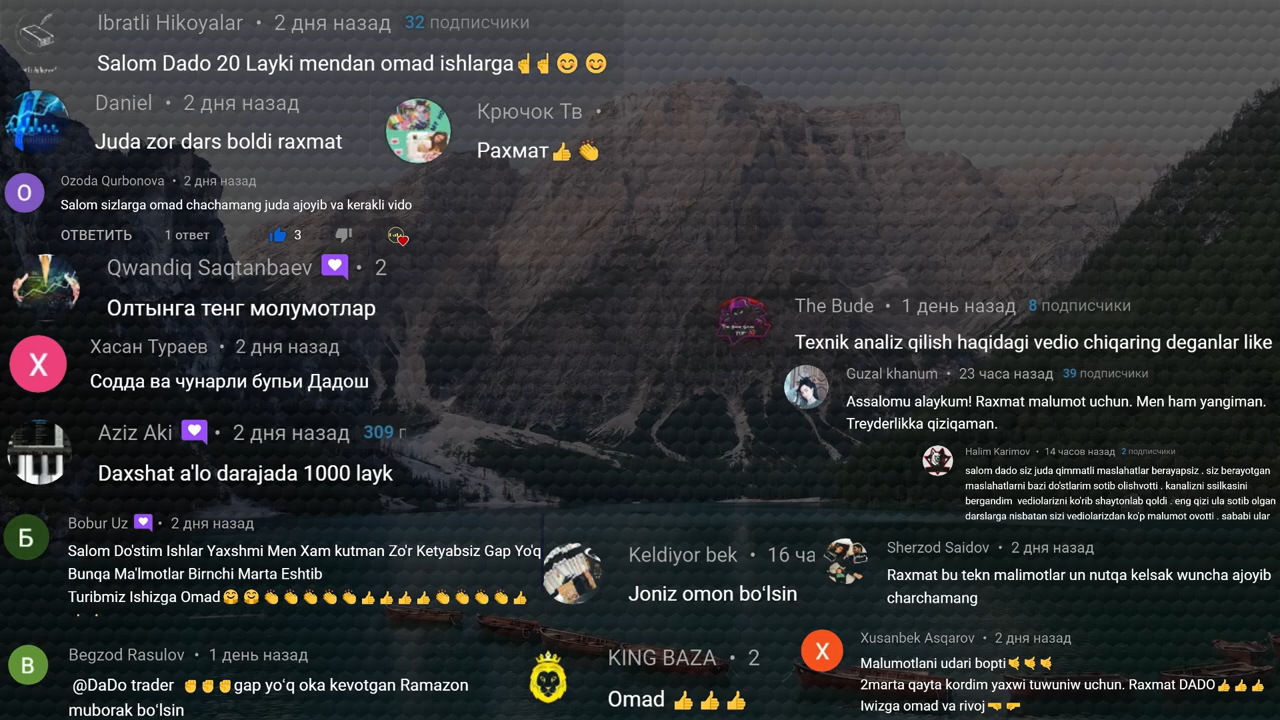 Ibratli Hikoyalar • 2 дня назад 32 подписчики
Salom Dado 20 Layki mendan omad ishlarga☝☝😊 😊
Daniel • 2 дня назад
Juda zor dars boldi raxmat
Крючок Тв •
Рахмат👍 👏
Ozoda Qurbonova • 2 дня назад
Salom sizlarga omad chachamang juda ajoyib va kerakli vido
ОТВЕТИТЬ 1 ответ 3
Qwandiq Saqtanbaev • 2
Олтынга тенг молумотлар
Хасан Тураев • 2 дня назад
Содда ва чунарли бупьи Дадош
Aziz Aki • 2 дня назад 309 п
Daxshat a'lo darajada 1000 layk
Bobur Uz • 2 дня назад
Salom Do'stim Ishlar Yaxshmi Men Xam kutman Zo'r Ketyabsiz Gap Yo'q
Bunqa Ma'lmotlar Birnchi Marta Eshtib
Turibmiz Ishizga Omad🤗 🤗 👏 👏 👏 👏 👏 👍 👍 👍 👍 👏 👏 👏 👏 👍
Begzod Rasulov • 1 день назад
@DaDo trader ✊✊✊gap yo'q oka kevotgan Ramazon
muborak bo'lsin
The Bude • 1 день назад 8 подписчики
Texnik analiz qilish haqidagi vedio chiqaring deganlar like
Guzal khanum • 23 часа назад 39 подписчики
Assalomu alaykum! Raxmat malumot uchun. Men ham yangiman.
Treyderlikka qiziqaman.
Halim Karimov • 14 часов назад 2 подписчики
salom dado siz juda qimmatli maslahatlar berayapsiz . siz berayotgan
maslahatlarni bazi do'stlarim sotib olishvotti . kanalizni ssilkasini
bergandim vediolarizni ko'rib shaytonlab qoldi . eng qizi ula sotib olgan
darslarga nisbatan sizi vediolarizdan ko'p malumot ovotti . sababi ular
Keldiyor bek • 16 ча
Joniz omon bo‘lsin
Sherzod Saidov • 2 дня назад
Raxmat bu tekn malimotlar un nutqa kelsak wuncha ajoyib
charchamang
KING BAZA • 2
Omad 👍 👍 👍
Xusanbek Asqarov • 2 дня назад
Malumotlani udari bopti🤙🤙🤙
2marta qayta kordim yaxwi tuwuniw uchun. Raxmat DADO👍👍👍
Iwizga omad va rivoj🤜 🤛
Б
О
Х
В
Х